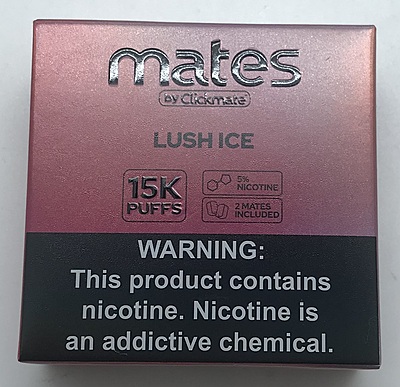 mates
by Clickmate
LUSH ICE
15K
PUFFS
5%
NICOTINE
2 MATES
INCLUDED
WARNING:
This product contains
nicotine. Nicotine is
an addictive chemical.